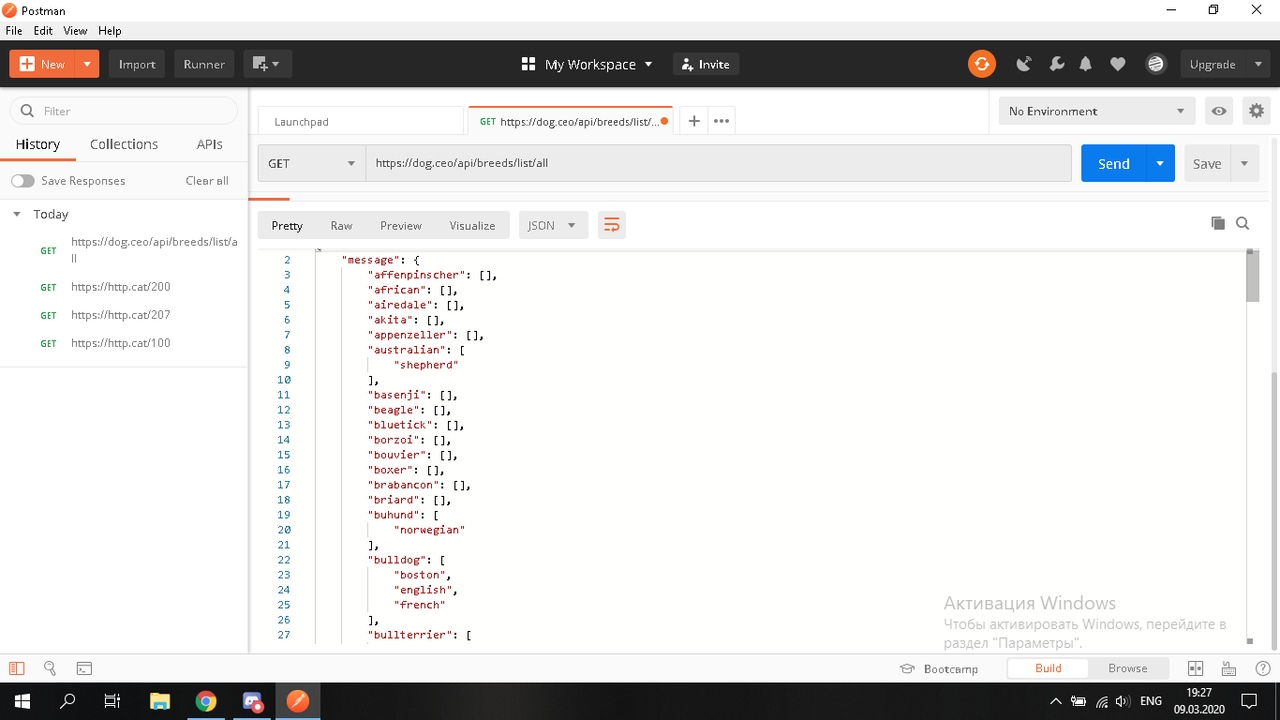 Postman
File Edit View Help
New Import Runner My Workspace Invite Upgrade
Filter
History Collections APIs
Save Responses Clear all
Today
GET https://dog.ceo/api/breeds/list/a
ll
GET https://http.cat/200
GET https://http.cat/207
GET https://http.cat/100
Launchpad GET https://dog.ceo/api/breeds/list/... No Environment
GET https://dog.ceo/api/breeds/list/all Send Save
Pretty Raw Preview Visualize JSON
2 "message": {
3 "affenpinscher": [],
4 "african": [],
5 "airedale": [],
6 "akita": [],
7 "appenzeller": [],
8 "australian": [
9 "shepherd"
10 ],
11 "basenji": [],
12 "beagle": [],
13 "bluetick": [],
14 "borzoi": [],
15 "bouvier": [],
16 "boxer": [],
17 "brabancon": [],
18 "briard": [],
19 "buhund": [
20 "norwegian"
21 ],
22 "bulldog": [
23 "boston",
24 "english",
25 "french"
26 ],
27 "bullterrier": [
Активация Windows
Чтобы активировать Windows, перейдите в
раздел "Параметры".
Bootcamp Build Browse
ENG
19:27
09.03.2020